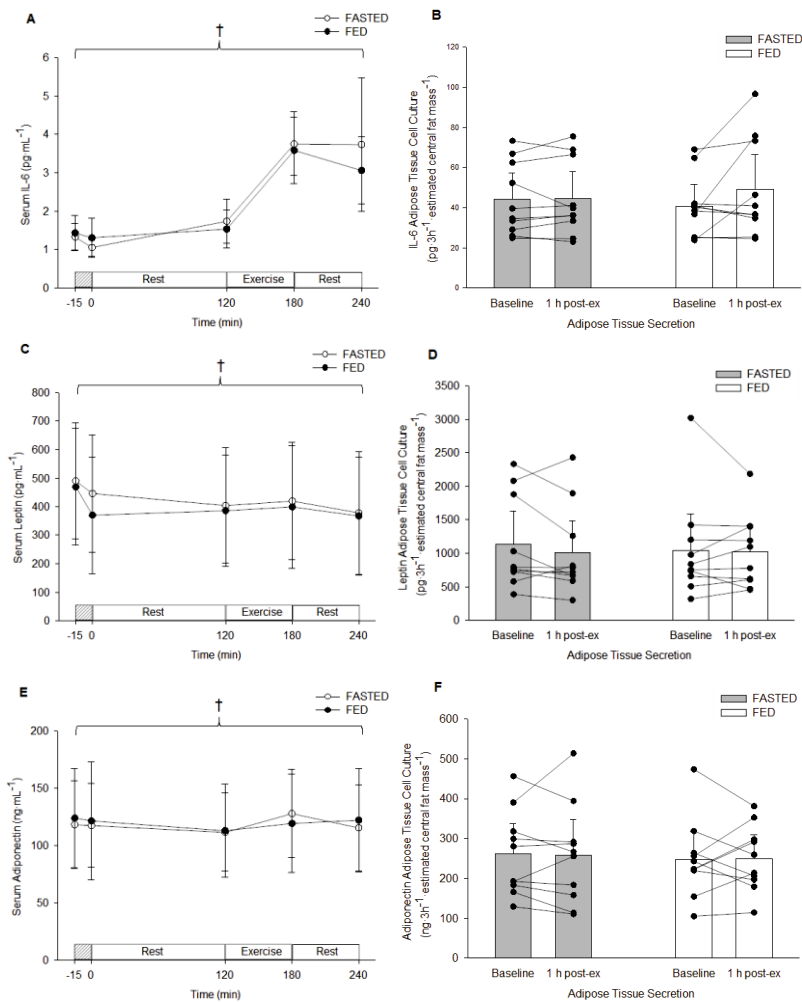 A
†
FASTED
FED
Serum IL-6 (pg·mL⁻¹)
6
5
4
3
2
1
0
Rest
Exercise
Rest
-15 0 120 180 240
Time (min)
B
FASTED
FED
IL-6 Adipose Tissue Cell Culture
(pg·3h⁻¹·estimated central fat mass⁻¹)
120
100
80
60
40
20
0
Baseline 1 h post-ex Baseline 1 h post-ex
Adipose Tissue Secretion
C
†
FASTED
FED
Serum Leptin (pg·mL⁻¹)
800
700
600
500
400
300
200
100
0
Rest
Exercise
Rest
-15 0 120 180 240
Time (min)
D
FASTED
FED
Leptin Adipose Tissue Cell Culture
(pg·3h⁻¹·estimated central fat mass⁻¹)
3500
3000
2500
2000
1500
1000
500
0
Baseline 1 h post-ex Baseline 1 h post-ex
Adipose Tissue Secretion
E
†
FASTED
FED
Serum Adiponectin (ng·mL⁻¹)
200
150
100
50
0
Rest
Exercise
Rest
-15 0 120 180 240
Time (min)
F
FASTED
FED
Adiponectin Adipose Tissue Cell Culture
(ng·3h⁻¹·estimated central fat mass⁻¹)
600
500
400
300
200
100
0
Baseline 1 h post-ex Baseline 1 h post-ex
Adipose Tissue Secretion